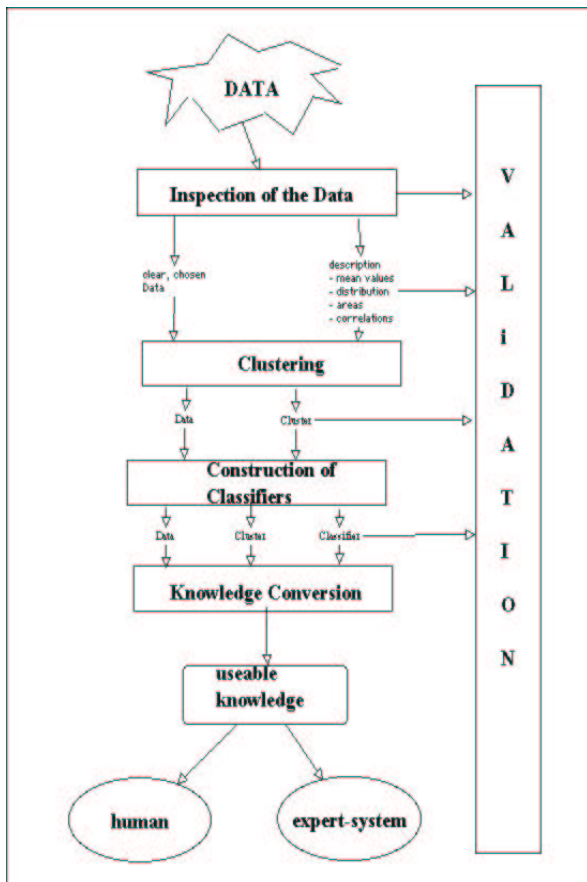 DATA
Inspection of the Data
clear, chosen
Data
description
- mean values
- distribution
- areas
- correlations
Clustering
Data
Cluster
Construction of
Classifiers
Data
Cluster
Classifier
Knowledge Conversion
useable
knowledge
human
expert-system
V
A
L
i
D
A
T
I
O
N